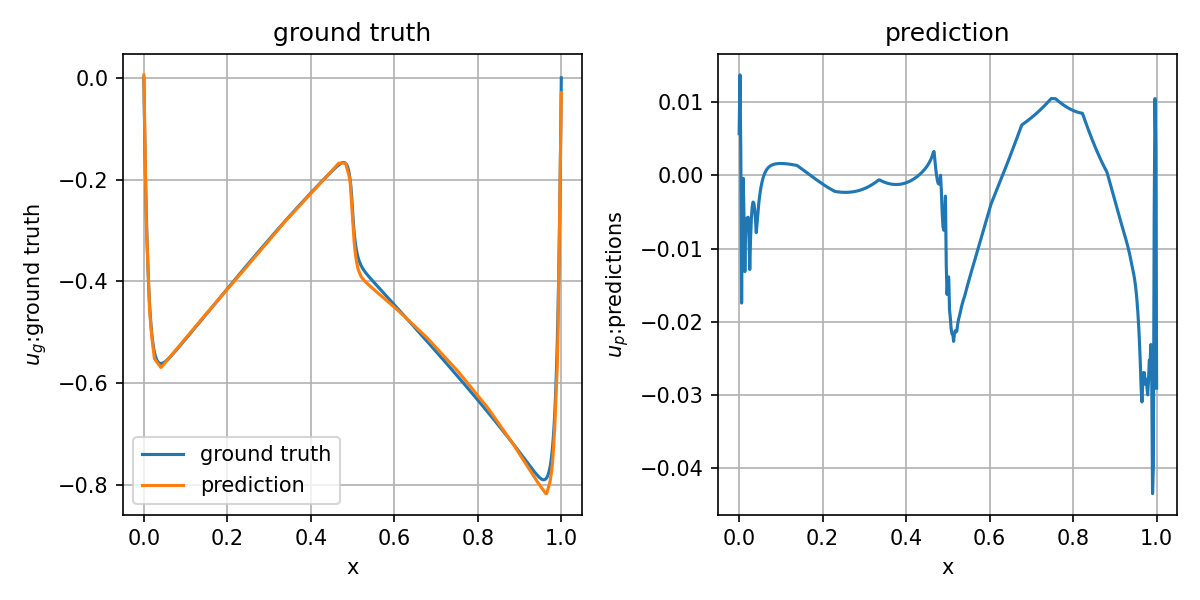 ground truth
u_g:ground truth
0.0
−0.2
−0.4
−0.6
−0.8
ground truth
prediction
0.0 0.2 0.4 0.6 0.8 1.0
x
prediction
u_p:predictions
0.01
0.00
−0.01
−0.02
−0.03
−0.04
0.0 0.2 0.4 0.6 0.8 1.0
x